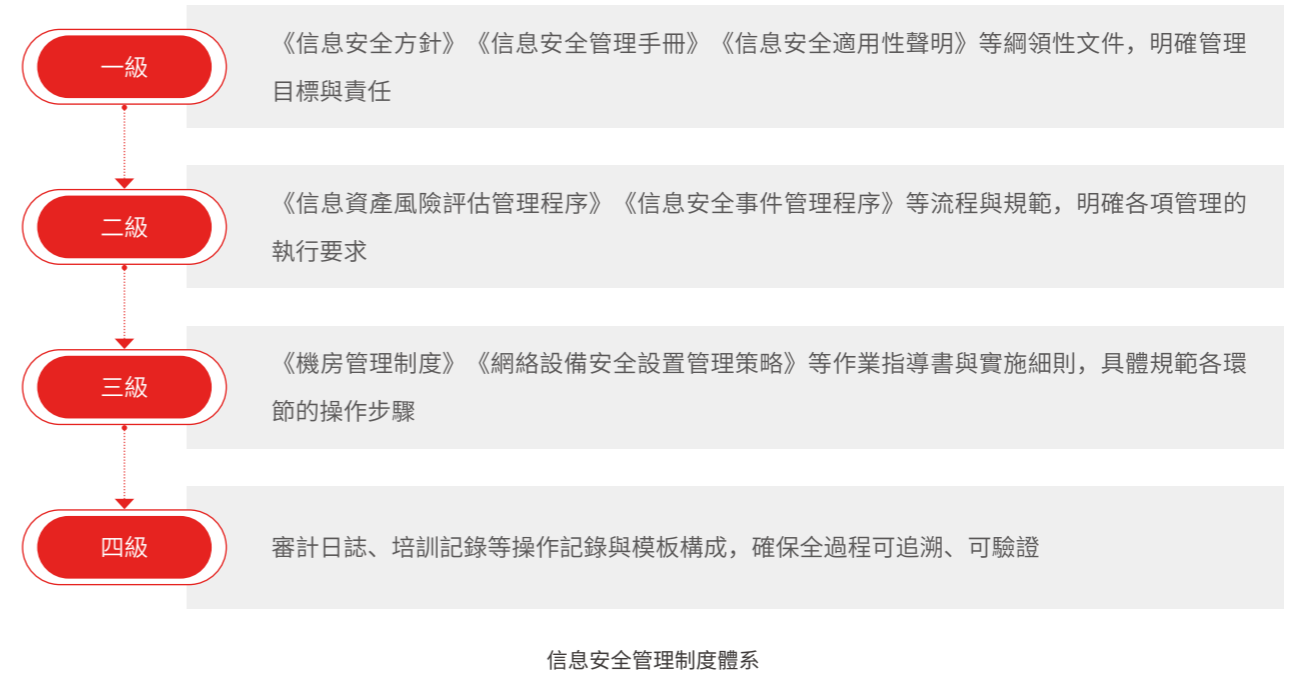 一級
《信息安全方針》《信息安全管理手冊》《信息安全適用性聲明》等綱領性文件，明確管理
目標與責任
二級
《信息資產風險評估管理程序》《信息安全事件管理程序》等流程與規範，明確各項管理的
執行要求
三級
《機房管理制度》《網絡設備安全設置管理策略》等作業指導書與實施細則，具體規範各環
節的操作步驟
四級
審計日誌、培訓記錄等操作記錄與模板構成，確保全過程可追溯、可驗證
信息安全管理制度體系